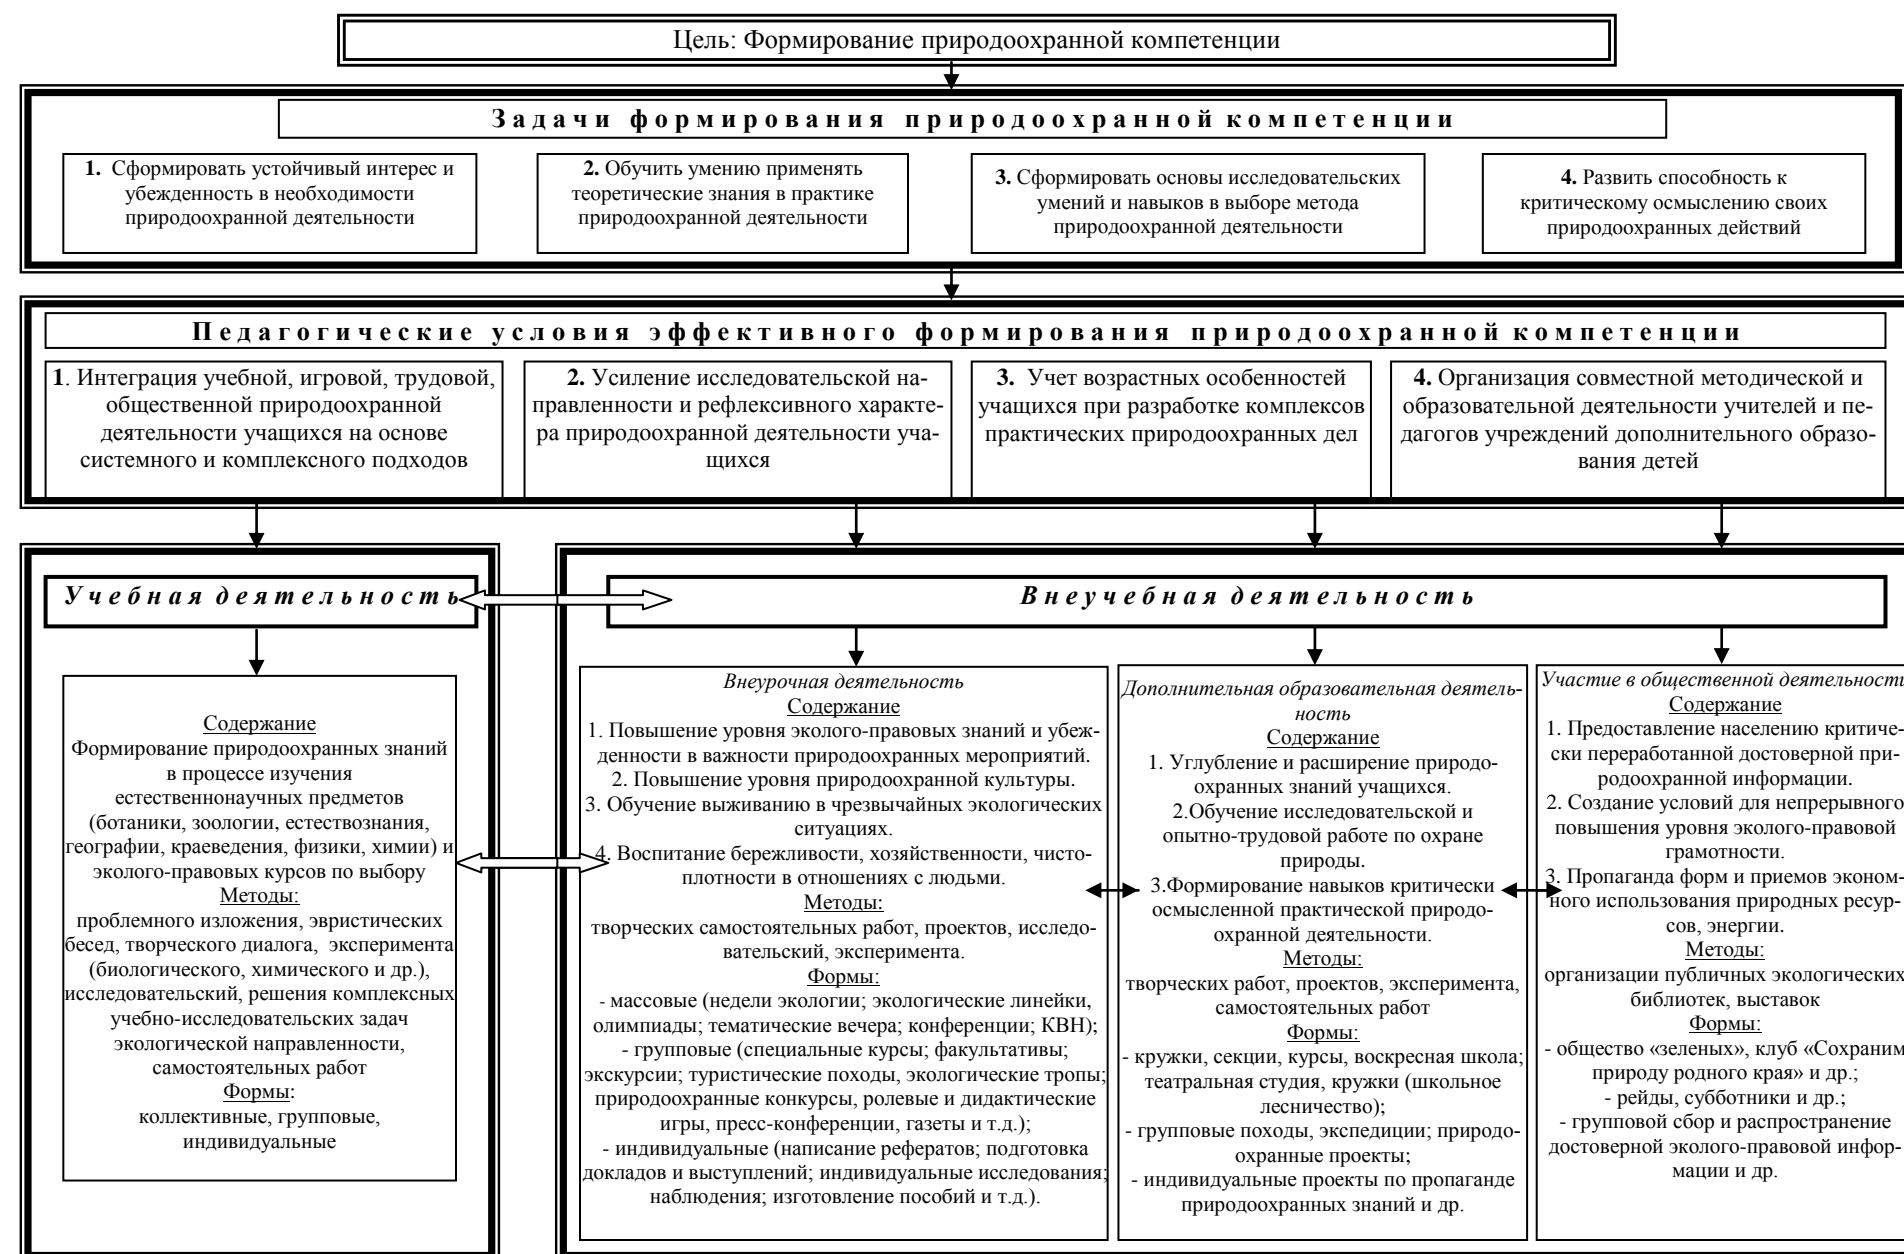 Цель: Формирование природоохранной компетенции
Задачи формирования природоохранной компетенции
1. Сформировать устойчивый интерес и
убежденность в необходимости
природоохранной деятельности
2. Обучить умению применять
теоретические знания в практике
природоохранной деятельности
3. Сформировать основы исследовательских
умений и навыков в выборе метода
природоохранной деятельности
4. Развить способность к
критическому осмыслению своих
природоохранных действий
Педагогические условия эффективного формирования природоохранной компетенции
1. Интеграция учебной, игровой, трудовой,
общественной природоохранной
деятельности учащихся на основе
системного и комплексного подходов
2. Усиление исследовательской на-
правленности и рефлексивного характе-
ра природоохранной деятельности уча-
щихся
3. Учет возрастных особенностей
учащихся при разработке комплексов
практических природоохранных дел
4. Организация совместной методической и
образовательной деятельности учителей и пе-
дагогов учреждений дополнительного образо-
вания детей
Учебная деятельность
Внеучебная деятельность
Содержание
Формирование природоохранных знаний
в процессе изучения
естественнонаучных предметов
(ботаники, зоологии, естествознания,
географии, краеведения, физики, химии) и
эколого-правовых курсов по выбору
Методы:
проблемного изложения, эвристических
бесед, творческого диалога, эксперимента
(биологического, химического и др.),
исследовательский, решения комплексных
учебно-исследовательских задач
экологической направленности,
самостоятельных работ
Формы:
коллективные, групповые,
индивидуальные
Внеурочная деятельность
Содержание
1. Повышение уровня эколого-правовых знаний и убеж-
денности в важности природоохранных мероприятий.
2. Повышение уровня природоохранной культуры.
3. Обучение выживанию в чрезвычайных экологических
ситуациях.
4. Воспитание бережливости, хозяйственности, чисто-
плотности в отношениях с людьми.
Методы:
творческих самостоятельных работ, проектов, исследо-
вательский, эксперимента.
Формы:
- массовые (недели экологии; экологические линейки,
олимпиады; тематические вечера; конференции; КВН);
- групповые (специальные курсы; факультативы;
экскурсии; туристические походы, экологические тропы;
природоохранные конкурсы, ролевые и дидактические
игры, пресс-конференции, газеты и т.д.);
- индивидуальные (написание рефератов; подготовка
докладов и выступлений; индивидуальные исследования;
наблюдения; изготовление пособий и т.д.).
Дополнительная образовательная деятель-
ность
Содержание
1. Углубление и расширение природо-
охранных знаний учащихся.
2.Обучение исследовательской и
опытно-трудовой работе по охране
природы.
3.Формирование навыков критически
осмысленной практической природо-
охранной деятельности.
Методы:
творческих работ, проектов, эксперимента,
самостоятельных работ
Формы:
- кружки, секции, курсы, воскресная школа;
театральная студия, кружки (школьное
лесничество);
- групповые походы, экспедиции; природо-
охранные проекты;
- индивидуальные проекты по пропаганде
природоохранных знаний и др.
Участие в общественной деятельности
Содержание
1. Предоставление населению критиче-
ски переработанной достоверной при-
родоохранной информации.
2. Создание условий для непрерывного
повышения уровня эколого-правовой
грамотности.
3. Пропаганда форм и приемов эконом-
ного использования природных ресур-
сов, энергии.
Методы:
организации публичных экологических
библиотек, выставок
Формы:
- общество «зеленых», клуб «Сохраним
природу родного края» и др.;
- рейды, субботники и др.;
- групповой сбор и распространение
достоверной эколого-правовой инфор-
мации и др.